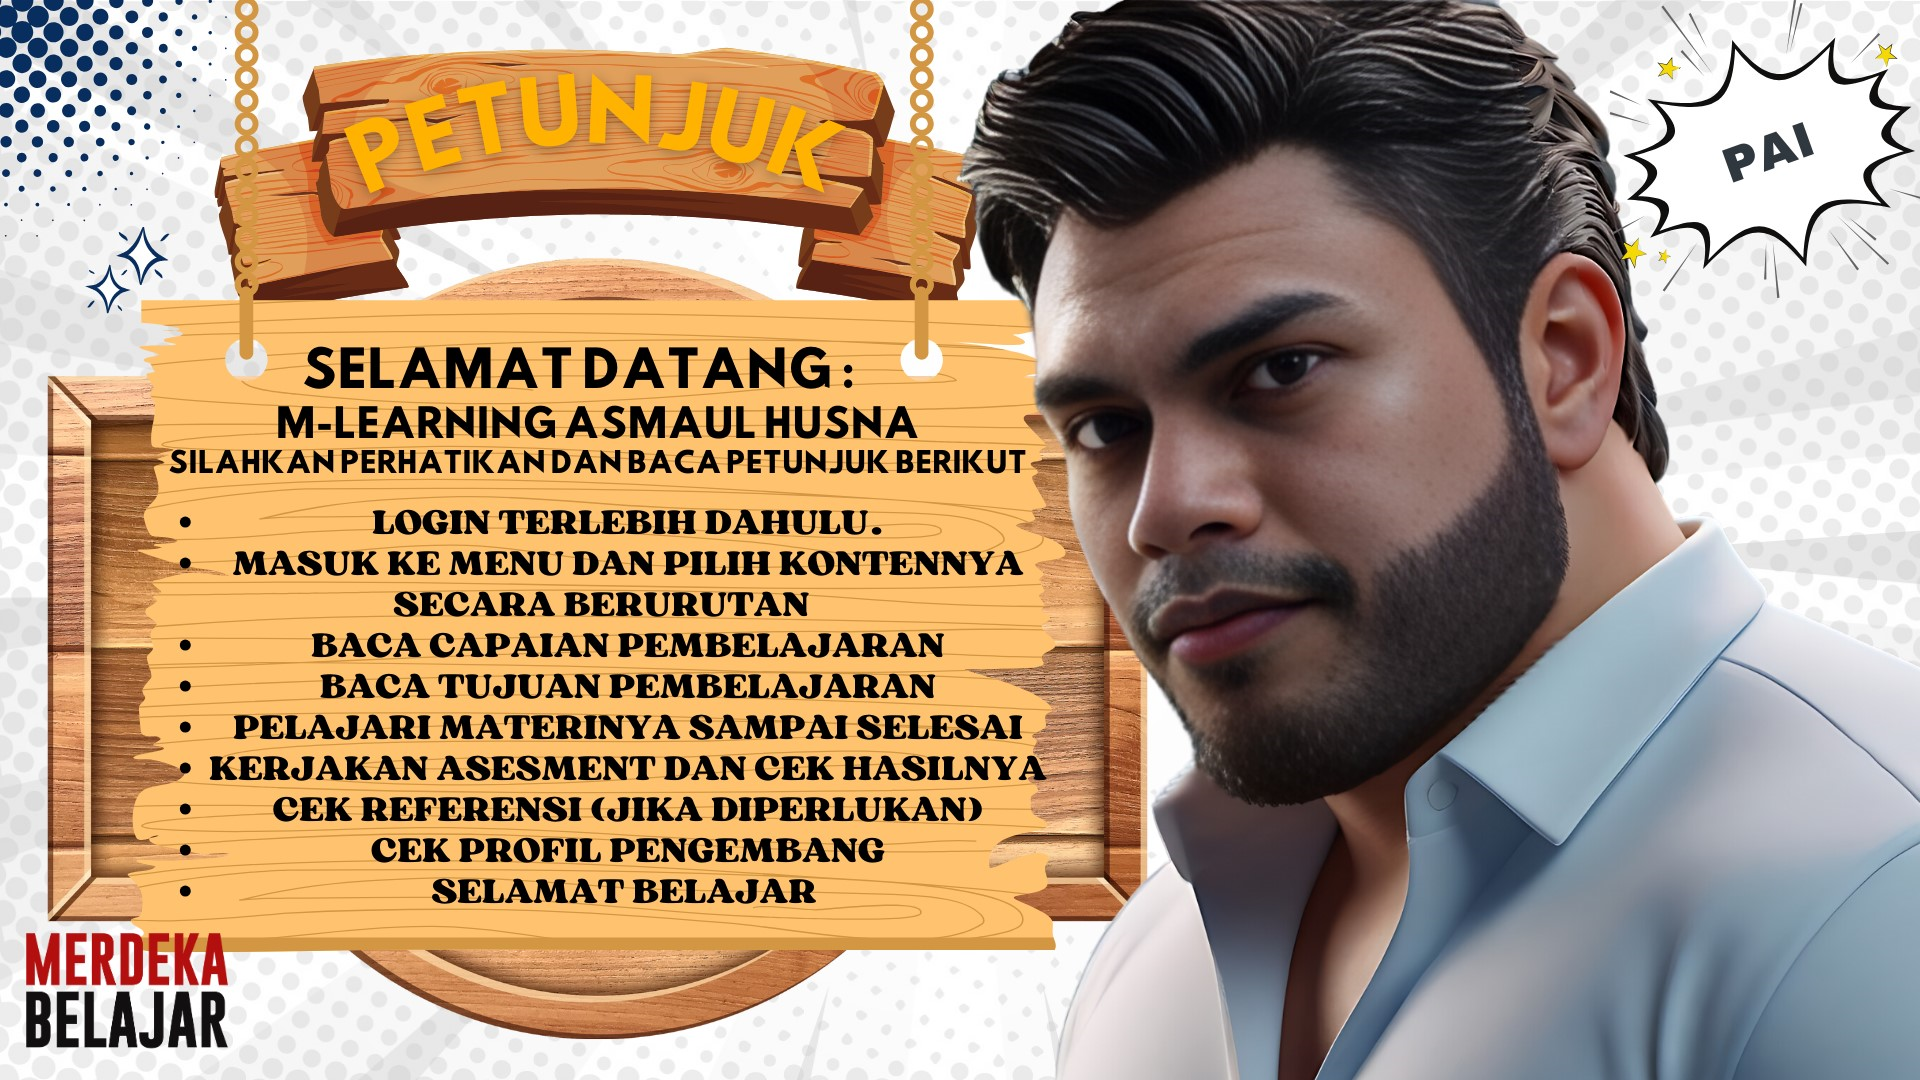 PETUNJUK
PAI
SELAMAT DATANG :
M-LEARNING ASMAUL HUSNA
SILAHKAN PERHATIKAN DAN BACA PETUNJUK BERIKUT
• LOGIN TERLEBIH DAHULU.
• MASUK KE MENU DAN PILIH KONTENNYA
SECARA BERURUTAN
• BACA CAPAIAN PEMBELAJARAN
• BACA TUJUAN PEMBELAJARAN
• PELAJARI MATERINYA SAMPAI SELESAI
• KERJAKAN ASESMENT DAN CEK HASILNYA
• CEK REFERENSI (JIKA DIPERLUKAN)
• CEK PROFIL PENGEMBANG
• SELAMAT BELAJAR
MERDEKA
BELAJAR